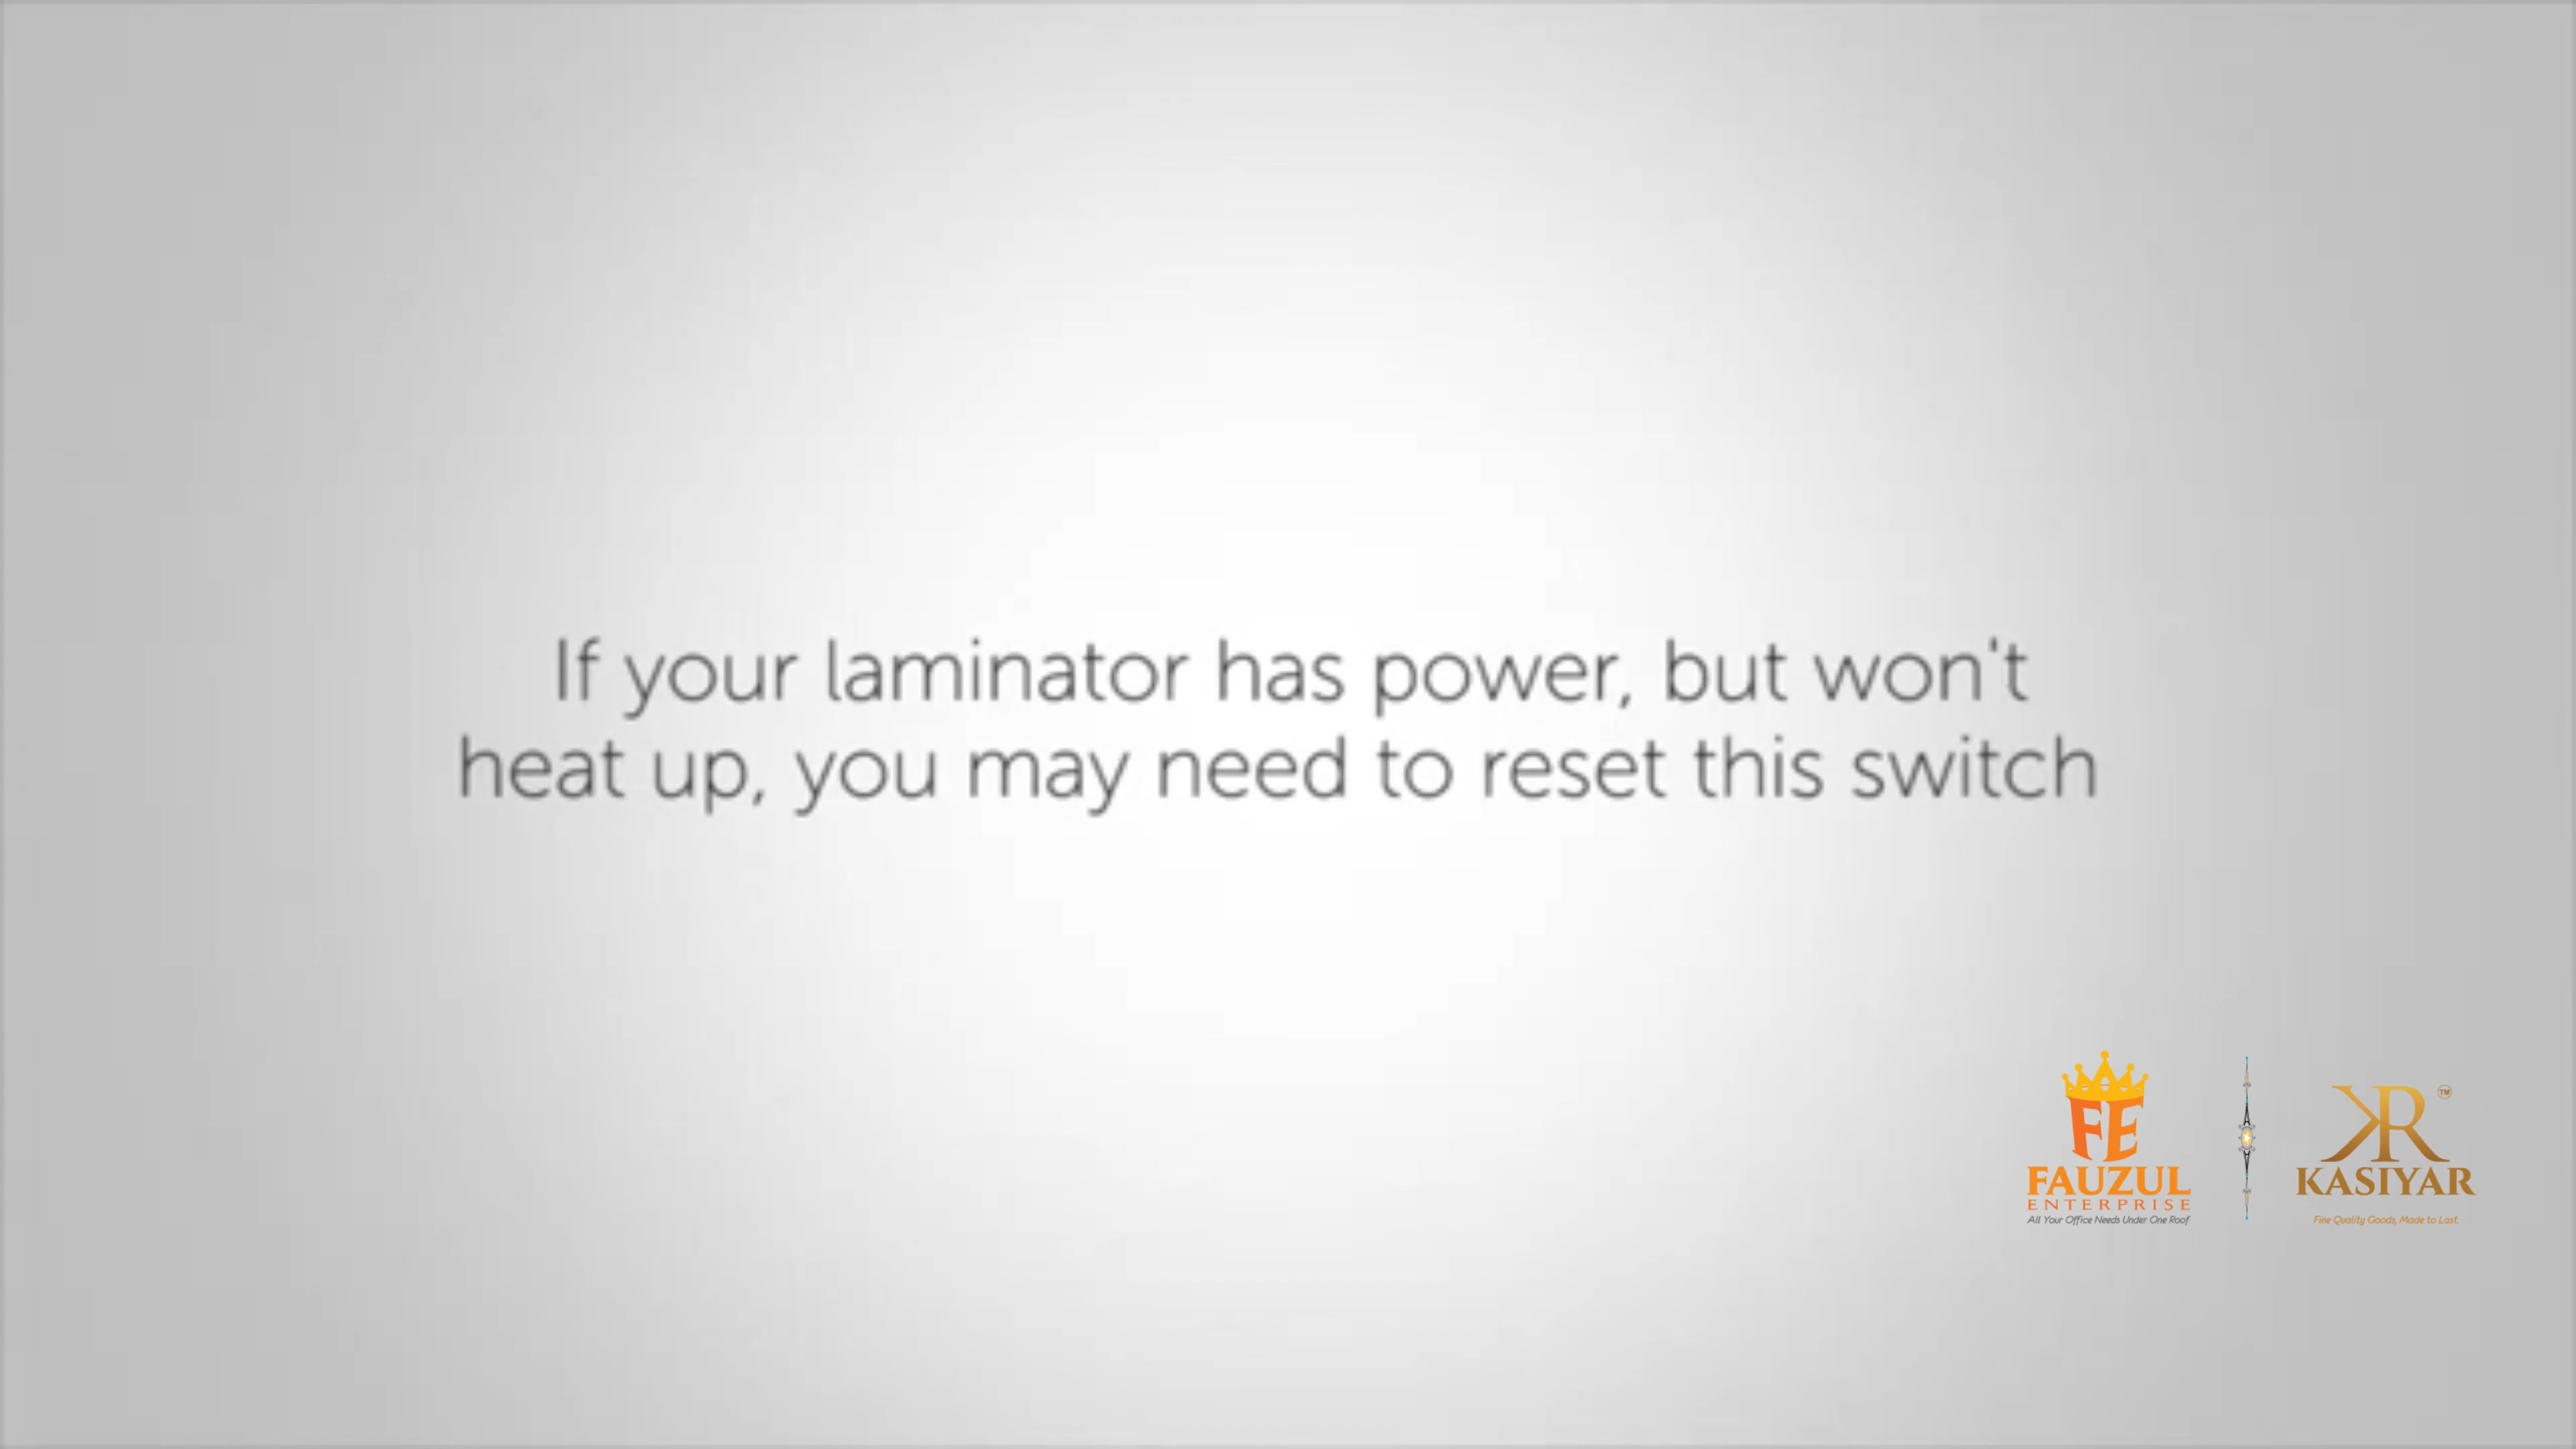 If your laminator has power, but won't
heat up, you may need to reset this switch
FE
FAUZUL
ENTERPRISE
All Your Office Needs Under One Roof
KR
TM
KASIYAR
Fine Quality Goods, Made to Last.